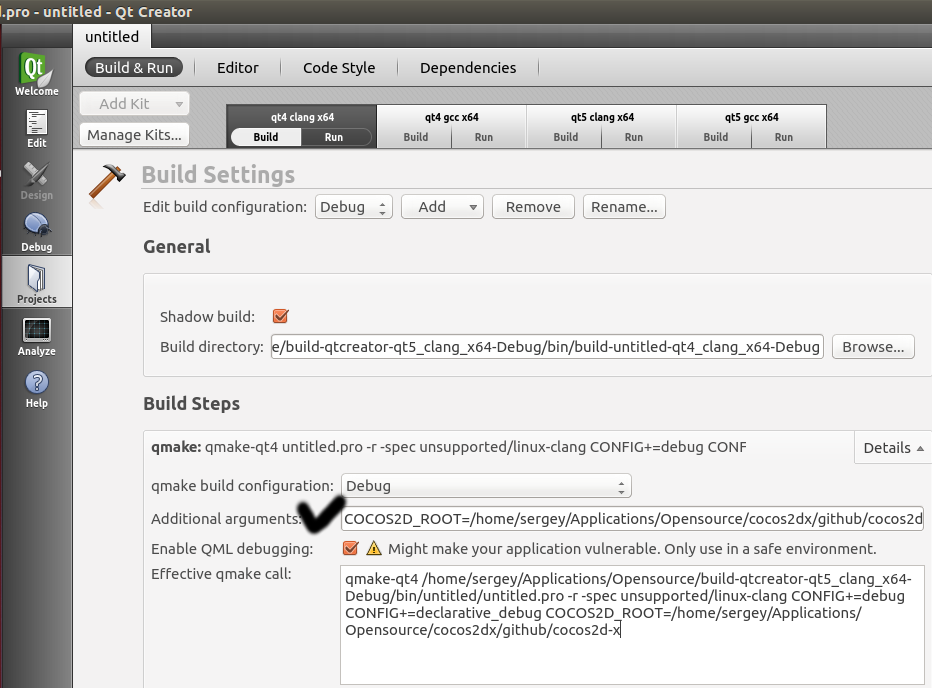 .pro - untitled - Qt Creator
untitled
Qt
Welcome
Edit
Design
Debug
Projects
Analyze
?
Help
Build & Run
Editor
Code Style
Dependencies
Add Kit
Manage Kits...
qt4 clang x64
Build Run
qt4 gcc x64
Build Run
qt5 clang x64
Build Run
qt5 gcc x64
Build Run
Build Settings
Edit build configuration: Debug Add Remove Rename...
General
Shadow build:
Build directory: e/build-qtcreator-qt5_clang_x64-Debug/bin/build-untitled-qt4_clang_x64-Debug Browse...
Build Steps
qmake: qmake-qt4 untitled.pro -r -spec unsupported/linux-clang CONFIG+=debug CONF
Details
qmake build configuration: Debug
Additional arguments: COCOS2D_ROOT=/home/sergey/Applications/Opensource/cocos2dx/github/cocos2d
Enable QML debugging: Might make your application vulnerable. Only use in a safe environment.
Effective qmake call:
qmake-qt4 /home/sergey/Applications/Opensource/build-qtcreator-qt5_clang_x64-
Debug/bin/untitled/untitled.pro -r -spec unsupported/linux-clang CONFIG+=debug
CONFIG+=declarative_debug COCOS2D_ROOT=/home/sergey/Applications/
Opensource/cocos2dx/github/cocos2d-x